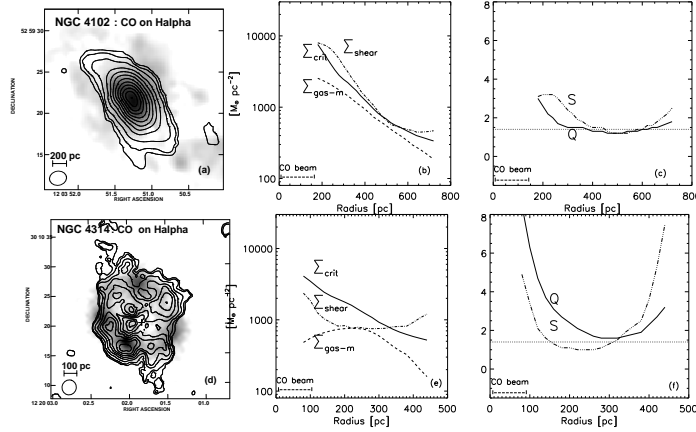 NGC 4102 : CO on Halpha
52 59 30
25
20
15
DECLINATION
200 pc
(a)
12 03 52.0
51.5
51.0
50.5
RIGHT ASCENSION
[M⊙ pc⁻²]
10000
1000
100
Σcrit
Σshear
Σgas-m
CO beam
(b)
0 200 400 600 800
Radius [pc]
8
6
4
2
0
S
Q
CO beam
(c)
0 200 400 600 800
Radius [pc]
NGC 4314: CO on Halpha
30 10
30
25
20
15
10
DECLINATION
100 pc
(d)
12 20 03.0
02.5
02.0
01.5
01.0
RIGHT ASCENSION
[M⊙ pc⁻²]
10000
1000
100
Σcrit
Σshear
Σgas-m
CO beam
(e)
0 100 200 300 400 500
Radius [pc]
8
6
4
2
0
Q
S
CO beam
(f)
0 100 200 300 400 500
Radius [pc]